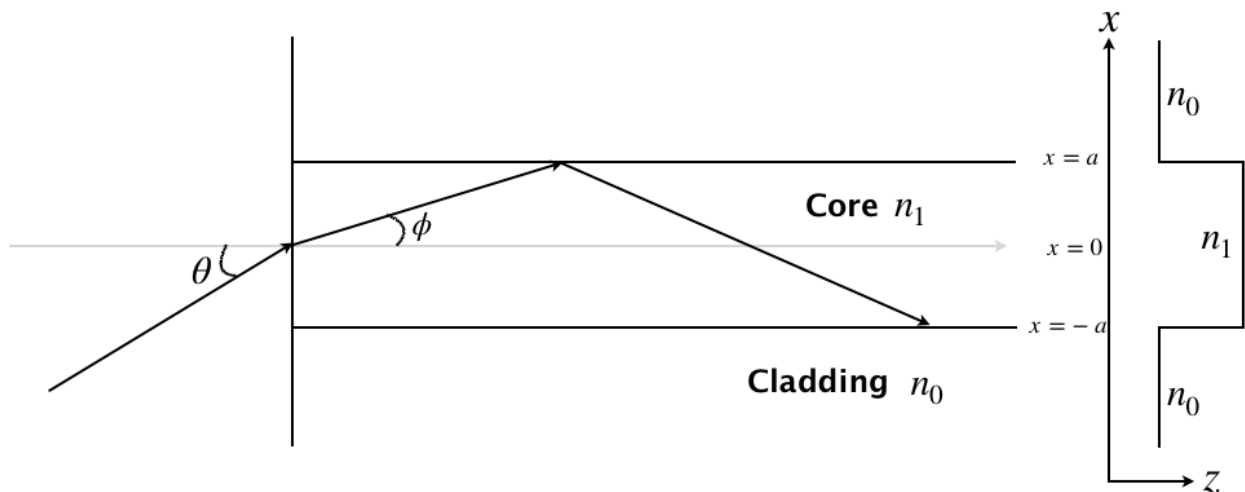 x
n₀
x = a
Core n₁
ϕ
x = 0
n₁
θ
x = − a
Cladding n₀
n₀
z